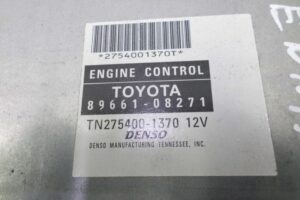 *2754001370T*
ENGINE CONTROL
TOYOTA
89661-08271
TN275400-1370 12V
DENSO
DENSO MANUFACTURING TENNESSEE, INC.